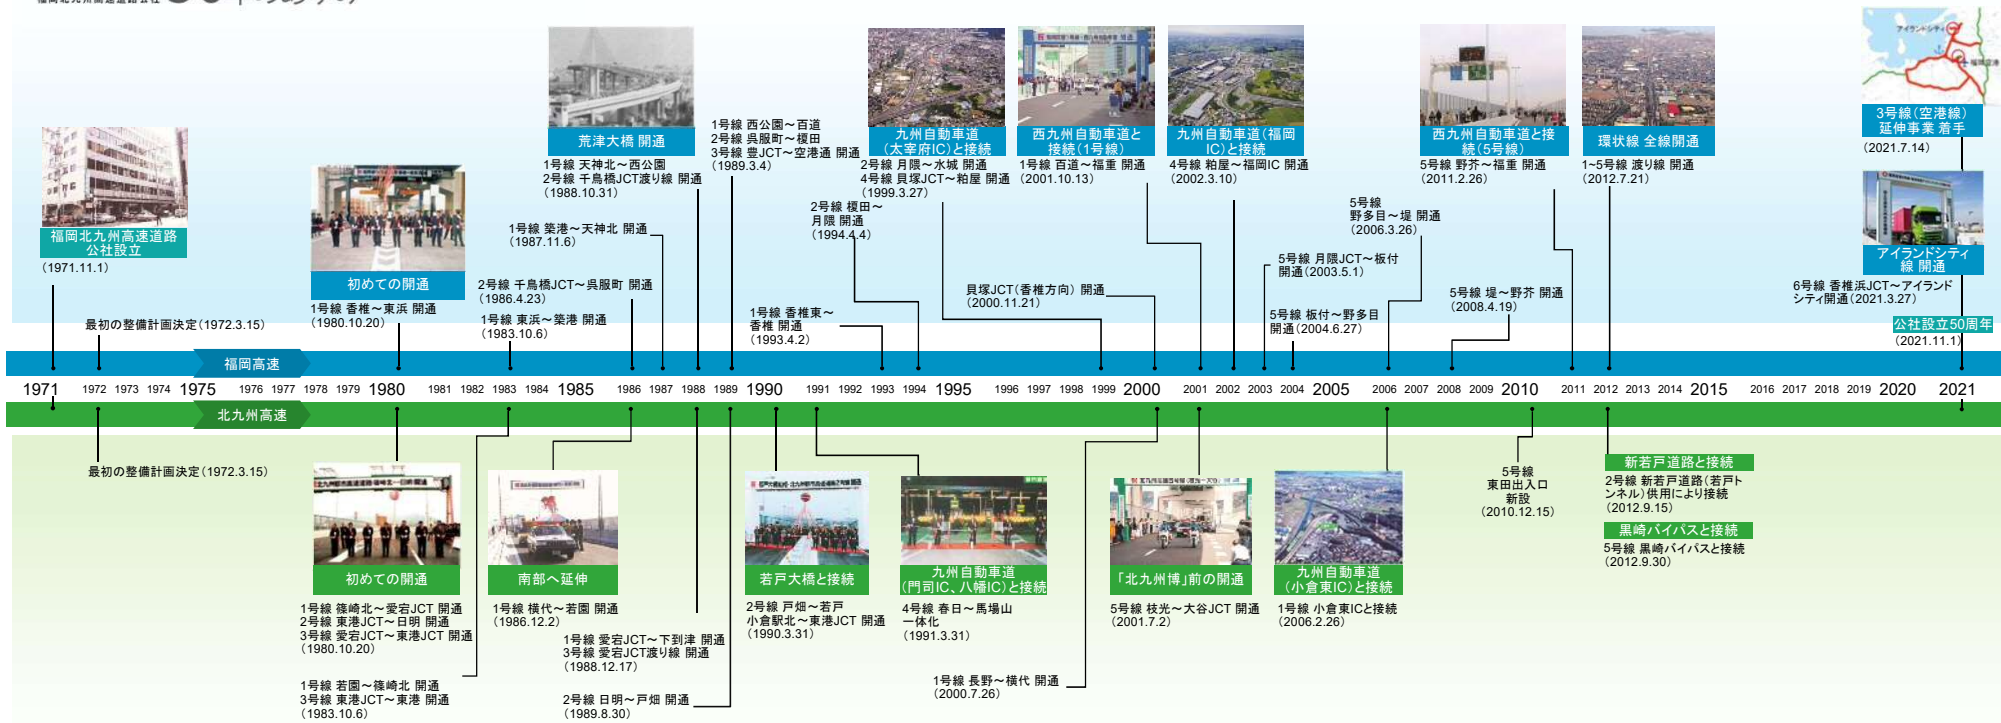 福岡北九州高速道路公社
福岡北九州高速道路
公社設立
(1971.11.1)
最初の整備計画決定(1972.3.15)
初めての開通
1号線 香椎~東浜 開通
(1980.10.20)
1号線 東浜~築港 開通
(1983.10.6)
2号線 千鳥橋JCT~呉服町 開通
(1986.4.23)
1号線 築港~天神北 開通
(1987.11.6)
荒津大橋 開通
1号線 天神北~西公園
2号線 千鳥橋JCT渡り線 開通
(1988.10.31)
1号線 西公園~百道
2号線 呉服町~榎田
3号線 豊JCT~空港通 開通
(1989.3.4)
1号線 香椎東~
香椎 開通
(1993.4.2)
2号線 榎田~
月隈 開通
(1994.4.4)
九州自動車道
(太宰府IC)と接続
2号線 月隈~水城 開通
4号線 貝塚JCT~粕屋 開通
(1999.3.27)
貝塚JCT(香椎方向) 開通
(2000.11.21)
西九州自動車道と
接続(1号線)
1号線 百道~福重 開通
(2001.10.13)
九州自動車道(福岡
IC)と接続
4号線 粕屋~福岡IC 開通
(2002.3.10)
5号線 月隈JCT~板付
開通(2003.5.1)
5号線 板付~野多目
開通(2004.6.27)
5号線
野多目~堤 開通
(2006.3.26)
5号線 堤~野芥 開通
(2008.4.19)
西九州自動車道と接
続(5号線)
5号線 野芥~福重 開通
(2011.2.26)
環状線 全線開通
1~5号線 渡り線 開通
(2012.7.21)
アイランドシティ
福岡空港
3号線(空港線)
延伸事業 着手
(2021.7.14)
アイランドシティ
線 開通
6号線 香椎浜JCT~アイランド
シティ開通(2021.3.27)
公社設立50周年
(2021.11.1)
福岡高速
1971 1972 1973 1974 1975 1976 1977 1978 1979 1980 1981 1982 1983 1984 1985 1986 1987 1988 1989 1990 1991 1992 1993 1994 1995 1996 1997 1998 1999 2000 2001 2002 2003 2004 2005 2006 2007 2008 2009 2010 2011 2012 2013 2014 2015 2016 2017 2018 2019 2020 2021
北九州高速
最初の整備計画決定(1972.3.15)
初めての開通
1号線 篠崎北~愛宕JCT 開通
2号線 東港JCT~日明 開通
3号線 愛宕JCT~東港JCT 開通
(1980.10.20)
1号線 若園~篠崎北 開通
3号線 東港JCT~東港 開通
(1983.10.6)
南部へ延伸
1号線 横代~若園 開通
(1986.12.2)
1号線 愛宕JCT~下到津 開通
3号線 愛宕JCT渡り線 開通
(1988.12.17)
2号線 日明~戸畑 開通
(1989.8.30)
若戸大橋と接続
2号線 戸畑~若戸
小倉駅北~東港JCT 開通
(1990.3.31)
九州自動車道
(門司IC、八幡IC)と接続
4号線 春日~馬場山
一体化
(1991.3.31)
1号線 長野~横代 開通
(2000.7.26)
「北九州博」前の開通
5号線 枝光~大谷JCT 開通
(2001.7.2)
九州自動車道
(小倉東IC)と接続
1号線 小倉東ICと接続
(2006.2.26)
5号線
東田出入口
新設
(2010.12.15)
新若戸道路と接続
2号線 新若戸道路(若戸ト
ンネル)供用により接続
(2012.9.15)
黒崎バイパスと接続
5号線 黒崎バイパスと接続
(2012.9.30)